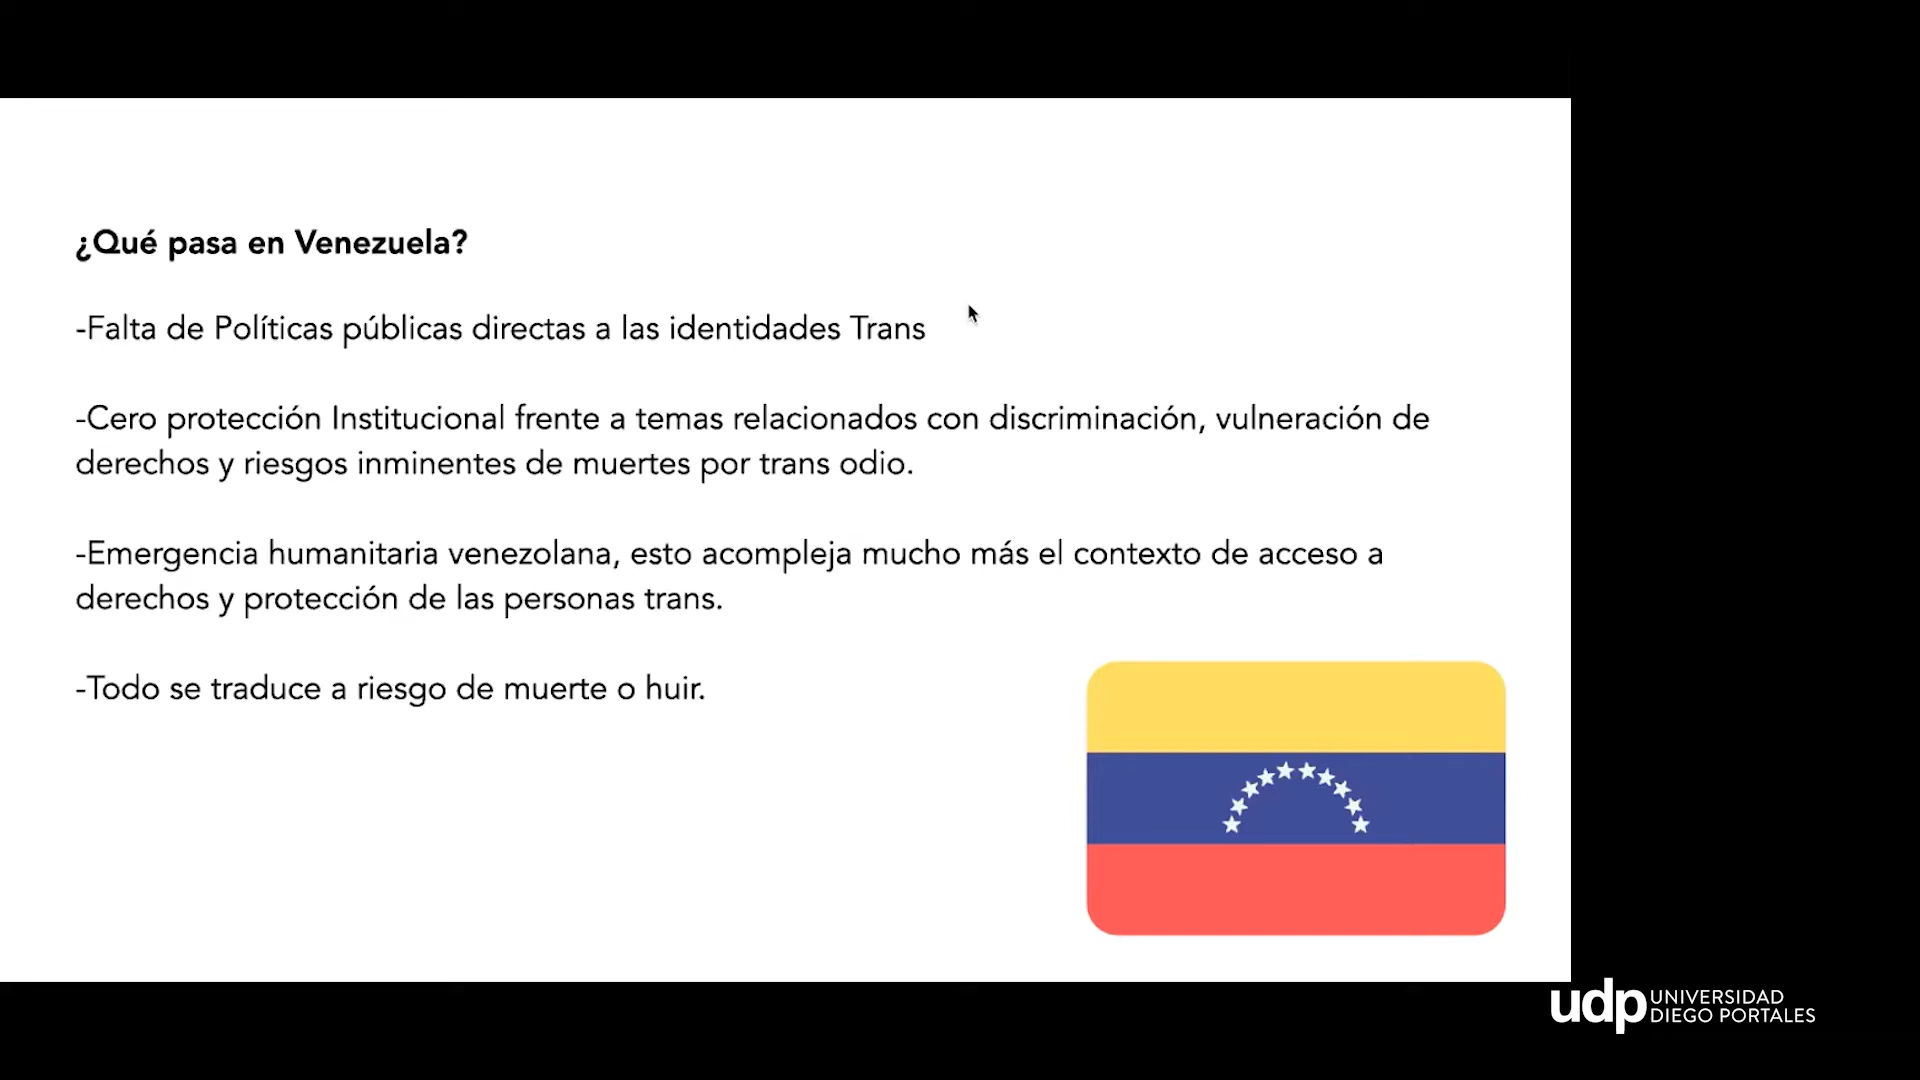 ¿Qué pasa en Venezuela?
-Falta de Políticas públicas directas a las identidades Trans
-Cero protección Institucional frente a temas relacionados con discriminación, vulneración de
derechos y riesgos inminentes de muertes por trans odio.
-Emergencia humanitaria venezolana, esto acompleja mucho más el contexto de acceso a
derechos y protección de las personas trans.
-Todo se traduce a riesgo de muerte o huir.
udp UNIVERSIDAD
DIEGO PORTALES